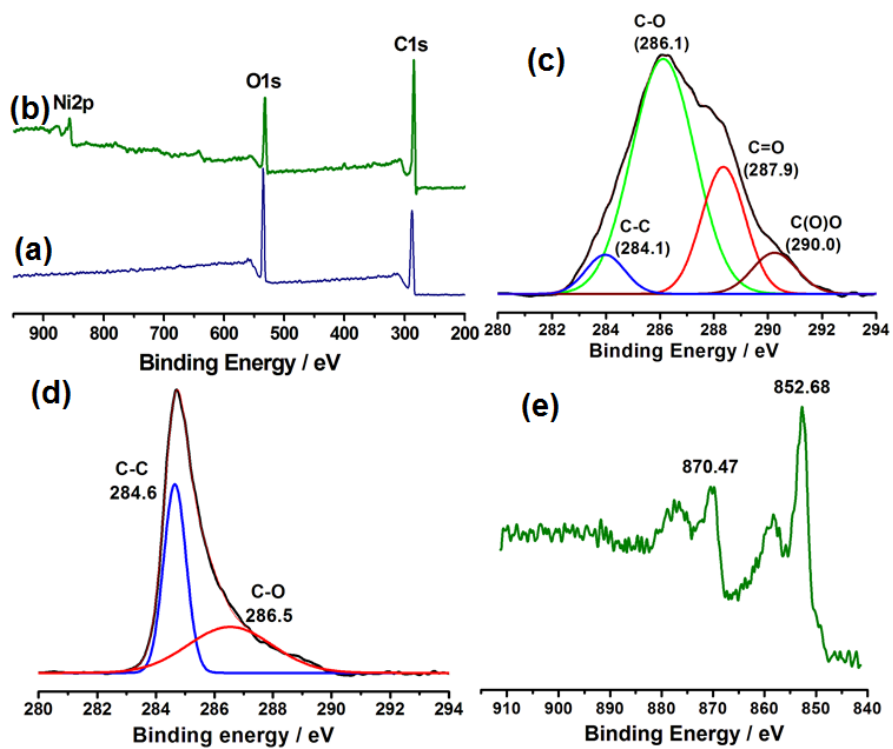 (b)
Ni2p
O1s
C1s
(a)
900 800 700 600 500 400 300 200
Binding Energy / eV
(c)
C-O
(286.1)
C=O
(287.9)
C-C
(284.1)
C(O)O
(290.0)
280 282 284 286 288 290 292 294
Binding Energy / eV
(d)
C-C
284.6
C-O
286.5
280 282 284 286 288 290 292 294
Binding energy / eV
(e)
852.68
870.47
910 900 890 880 870 860 850 840
Binding Energy / eV